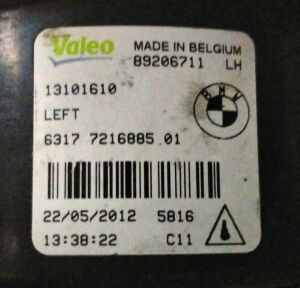 Valeo MADE IN BELGIUM
89206711 LH
13101610
LEFT
BMW
6317 7216885.01
22/05/2012 5816
13:38:22 C11